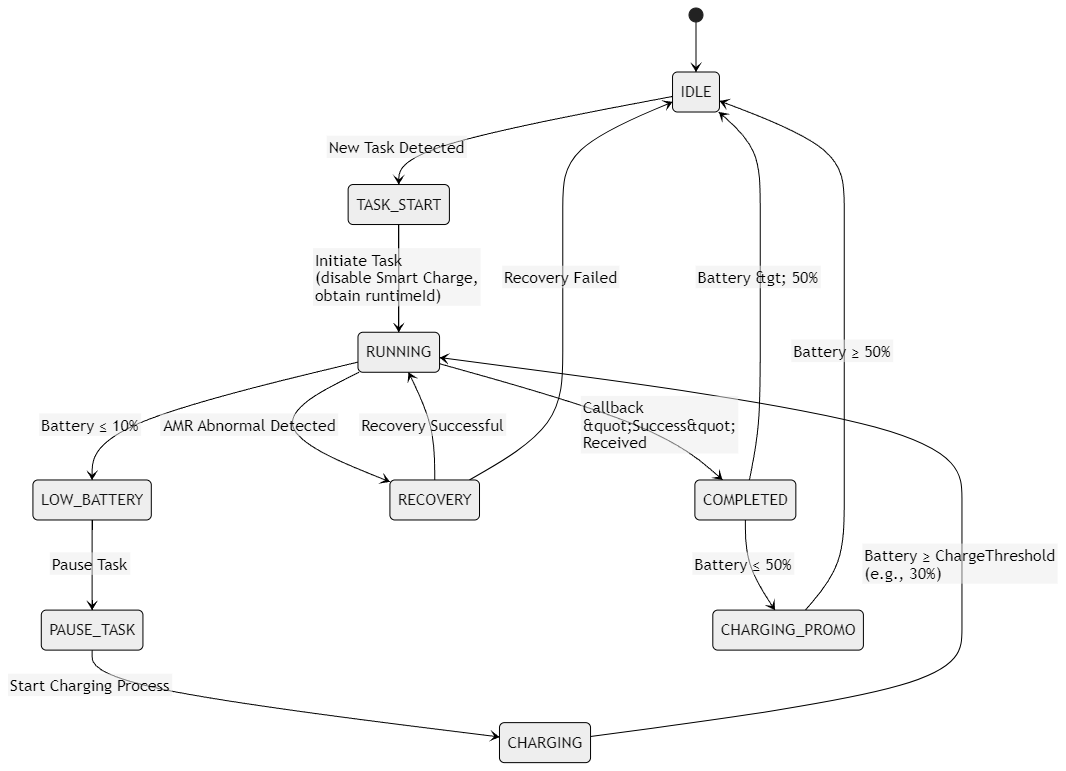 IDLE
New Task Detected
TASK_START
Initiate Task
(disable Smart Charge,
obtain runtimeId)
Recovery Failed
Battery &gt; 50%
RUNNING
Battery ≥ 50%
Battery ≤ 10%
AMR Abnormal Detected
Recovery Successful
Callback
&quot;Success&quot;
Received
LOW_BATTERY
RECOVERY
COMPLETED
Pause Task
Battery ≤ 50%
Battery ≥ ChargeThreshold
(e.g., 30%)
PAUSE_TASK
CHARGING_PROMO
Start Charging Process
CHARGING